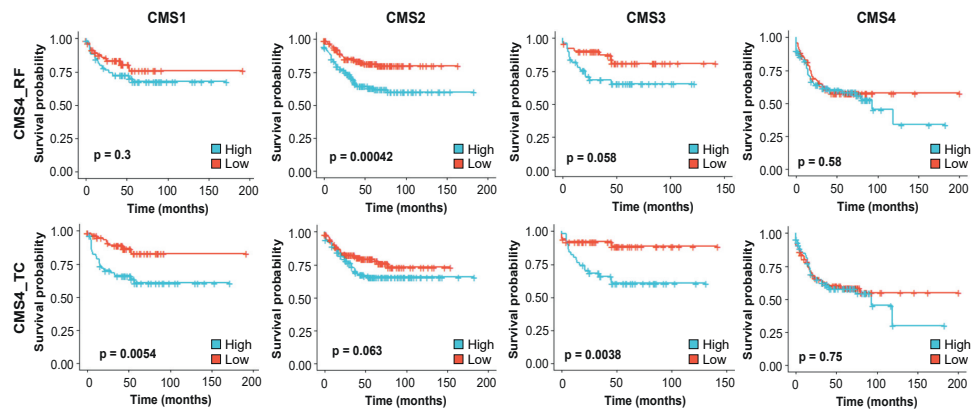 CMS1 CMS2 CMS3 CMS4
CMS4_RF
Survival probability
1.00
0.75
0.50
0.25
0.00
p = 0.3
High
Low
0 50 100 150 200
Time (months)
Survival probability
1.00
0.75
0.50
0.25
0.00
p = 0.00042
High
Low
0 50 100 150 200
Time (months)
Survival probability
1.00
0.75
0.50
0.25
0.00
p = 0.058
High
Low
0 50 100 150
Time (months)
Survival probability
1.00
0.75
0.50
0.25
0.00
p = 0.58
High
Low
0 50 100 150 200
Time (months)
CMS4_TC
Survival probability
1.00
0.75
0.50
0.25
0.00
p = 0.0054
High
Low
0 50 100 150 200
Time (months)
Survival probability
1.00
0.75
0.50
0.25
0.00
p = 0.063
High
Low
0 50 100 150 200
Time (months)
Survival probability
1.00
0.75
0.50
0.25
0.00
p = 0.0038
High
Low
0 50 100 150
Time (months)
Survival probability
1.00
0.75
0.50
0.25
0.00
p = 0.75
High
Low
0 50 100 150 200
Time (months)